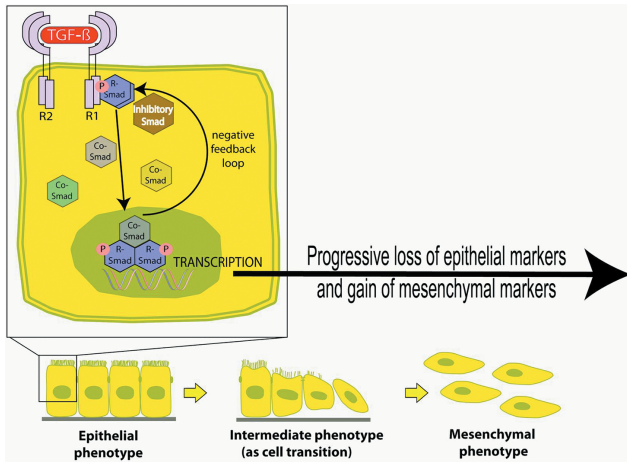 TGF-ß
R2
R1
P
R-
Smad
Inhibitory
Smad
negative
feedback
loop
Co-
Smad
Co-
Smad
Co-
Smad
Co-
Smad
P
R-
Smad
R-
Smad
P
TRANSCRIPTION
Progressive loss of epithelial markers
and gain of mesenchymal markers
Epithelial
phenotype
Intermediate phenotype
(as cell transition)
Mesenchymal
phenotype